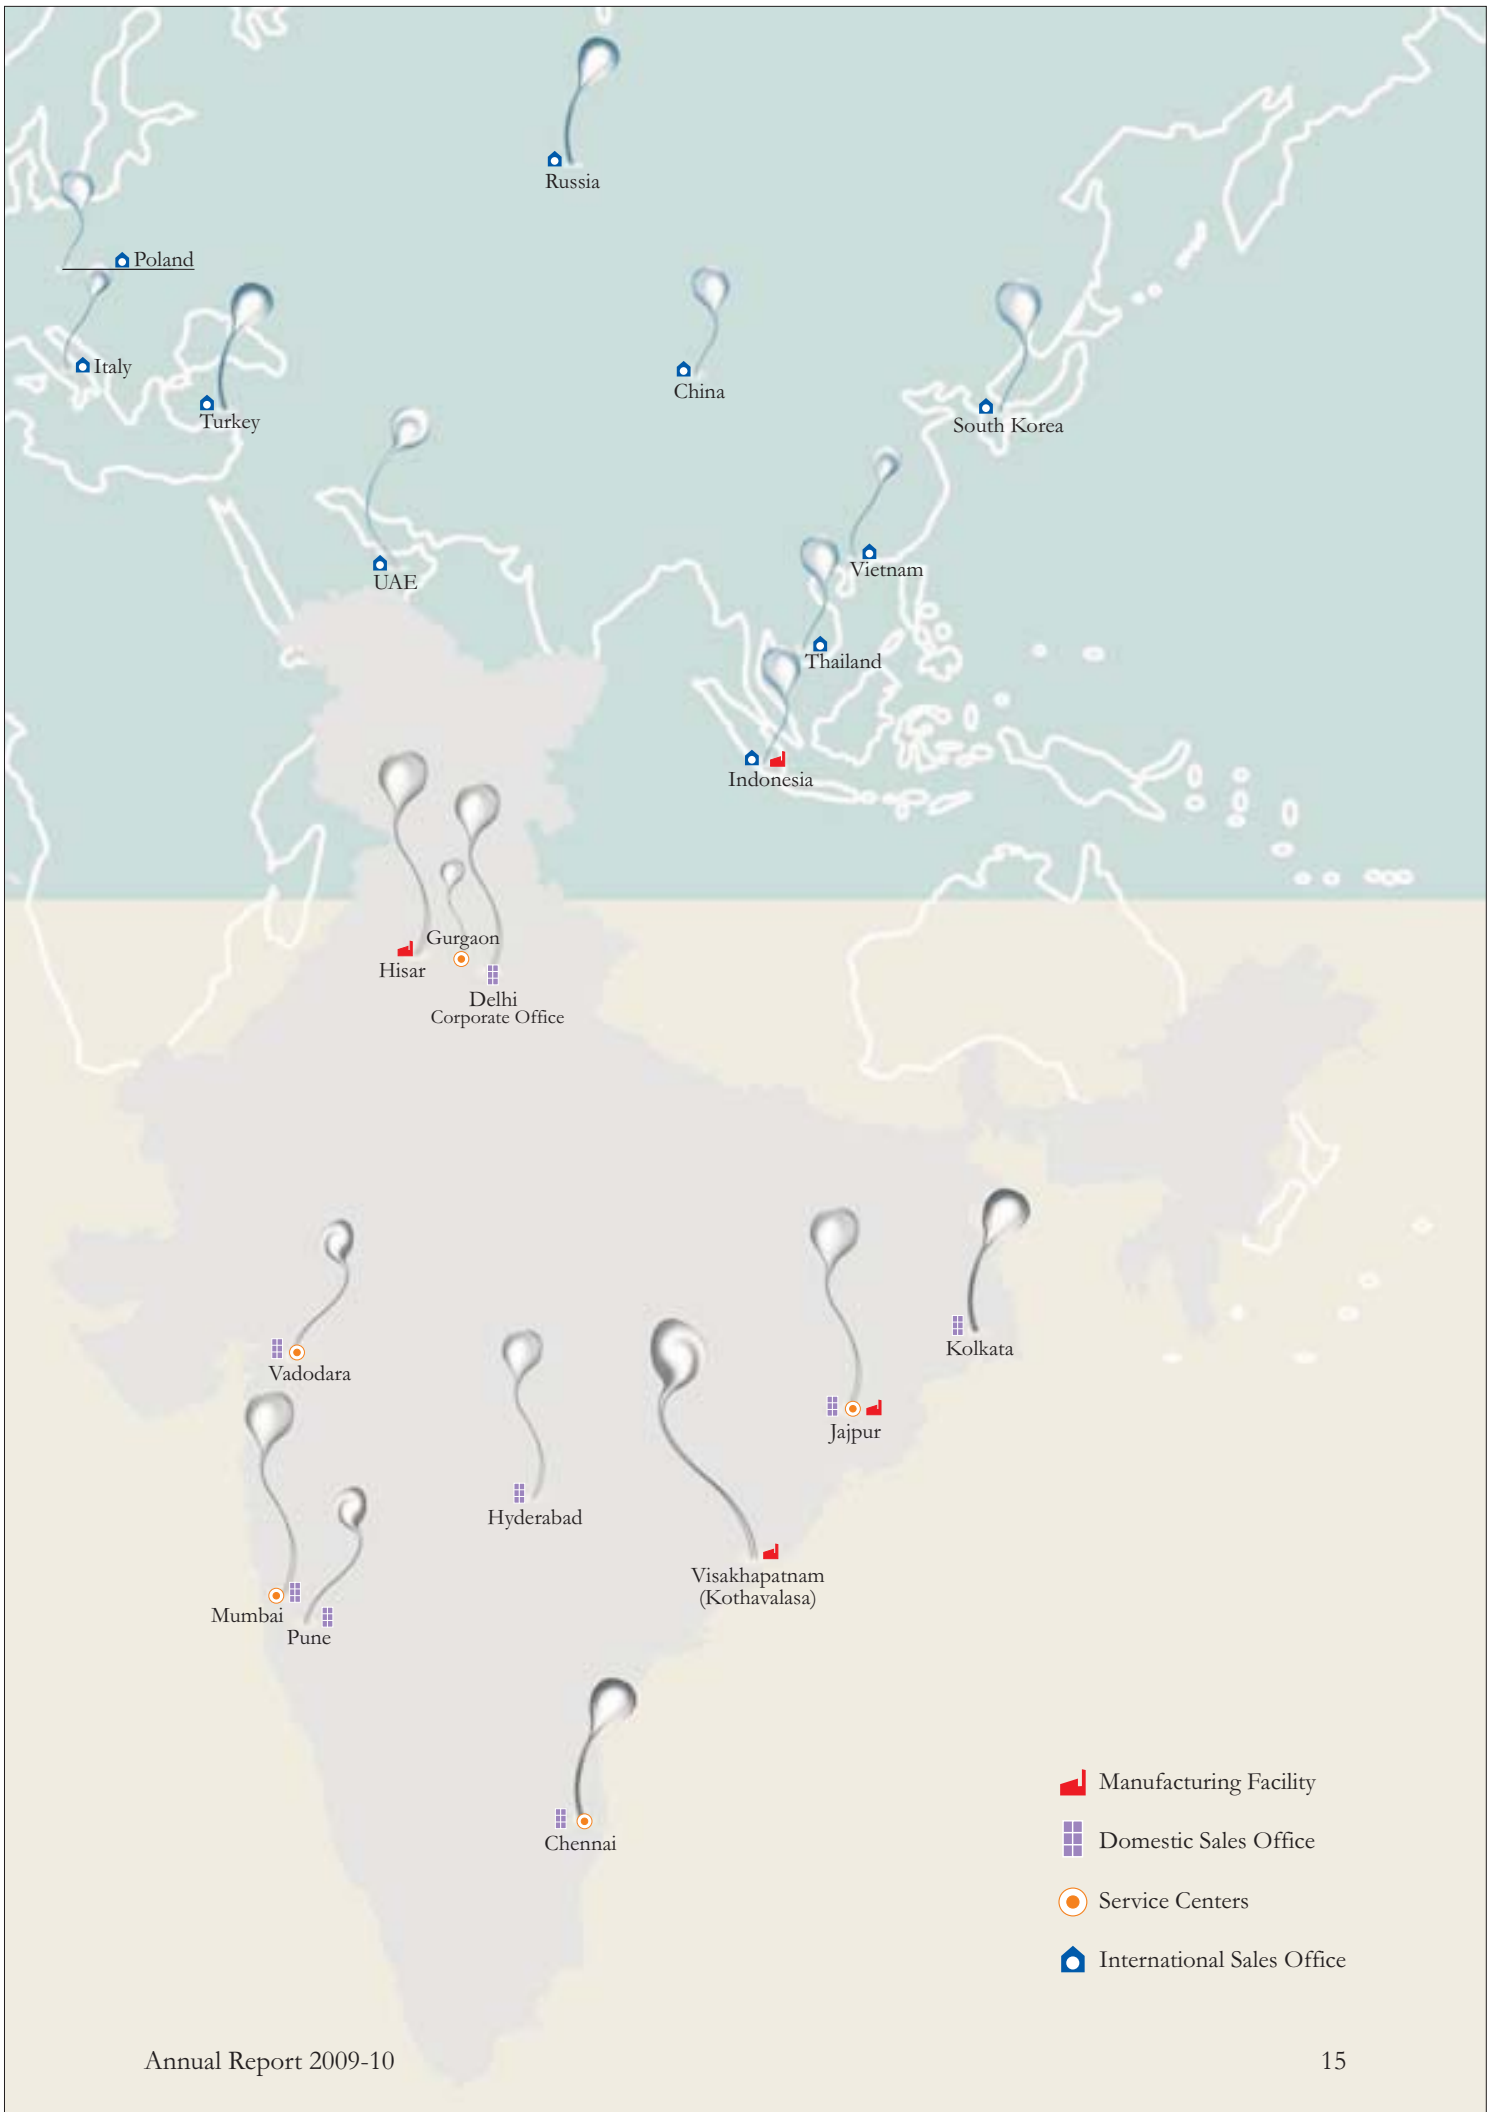 Russia
Poland
Italy
Turkey
China
South Korea
UAE
Vietnam
Thailand
Indonesia
Gurgaon
Hisar
Delhi
Corporate Office
Kolkata
Vadodara
Jajpur
Hyderabad
Visakhapatnam
(Kothavalasa)
Mumbai
Pune
Chennai
Manufacturing Facility
Domestic Sales Office
Service Centers
International Sales Office
Annual Report 2009-10
15